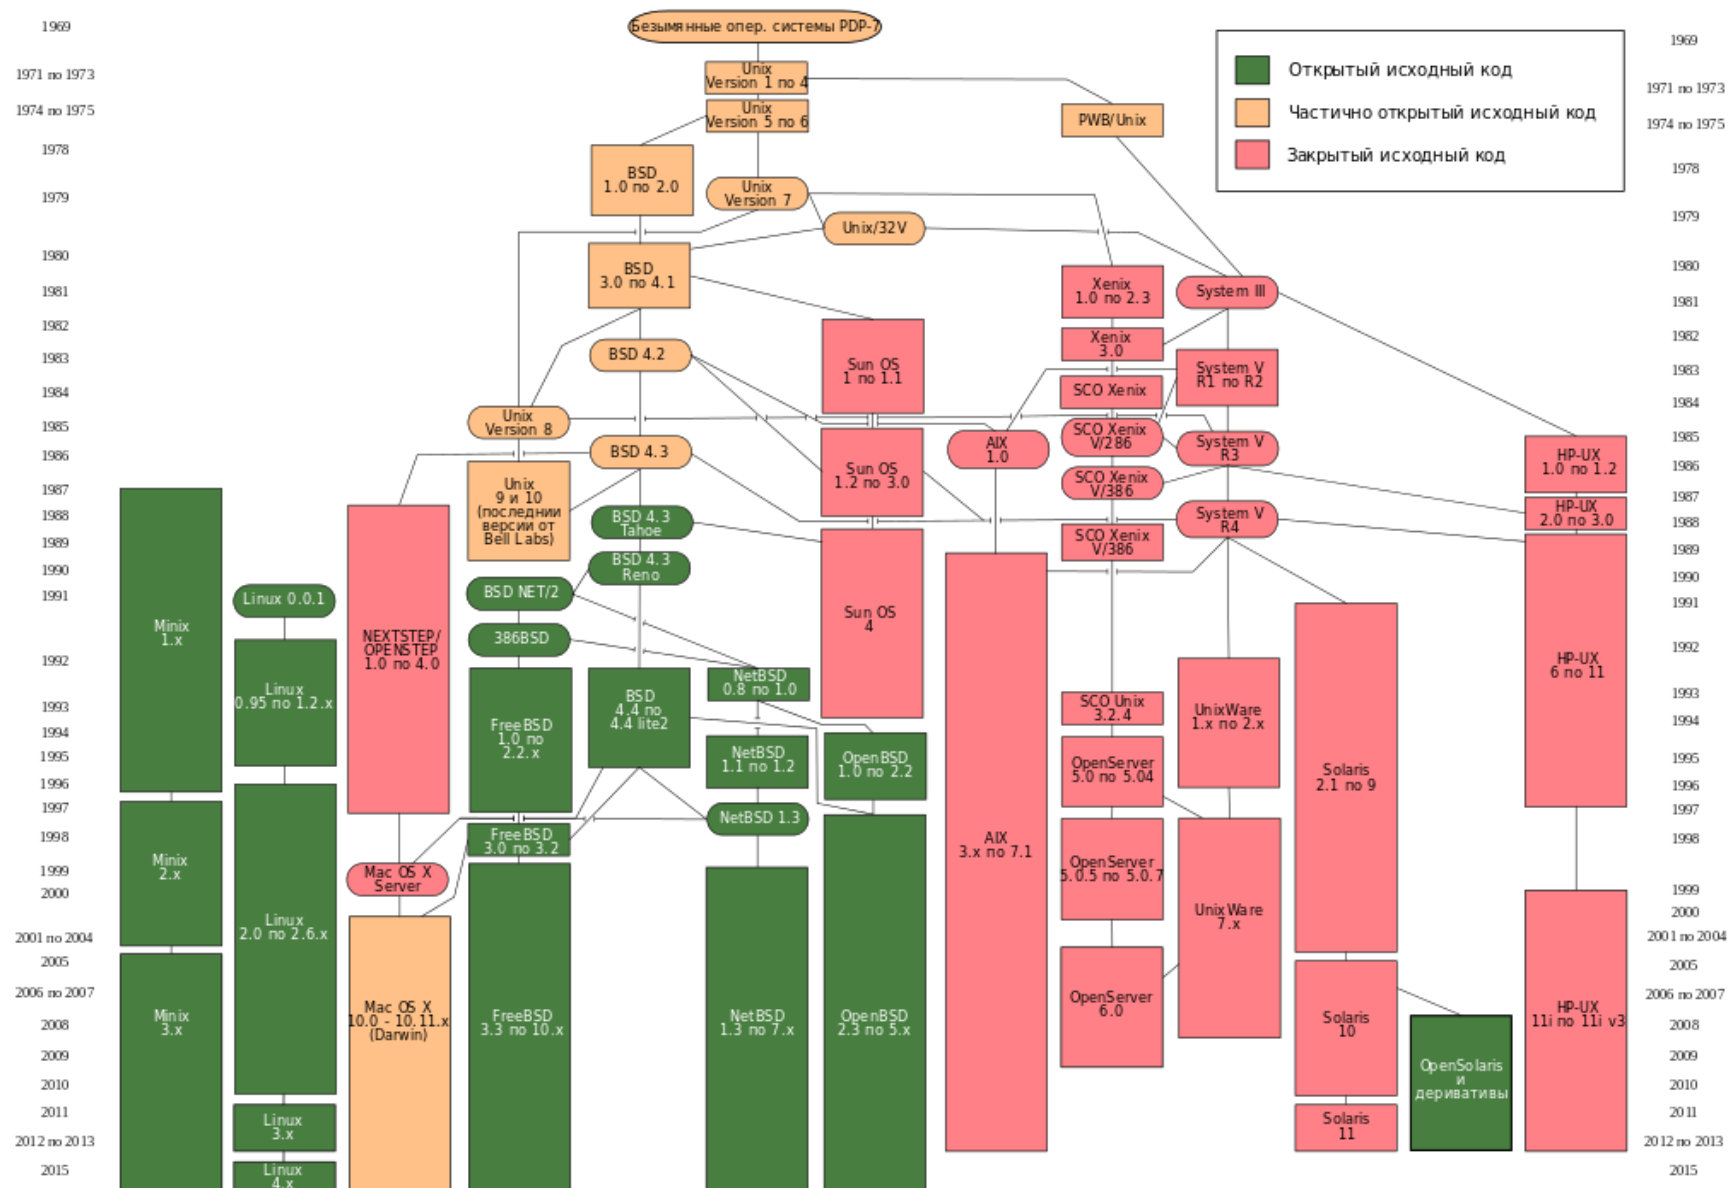 1969
1971 по 1973
1974 по 1975
1978
1979
1980
1981
1982
1983
1984
1985
1986
1987
1988
1989
1990
1991
1992
1993
1994
1995
1996
1997
1998
1999
2000
2001 по 2004
2005
2006 по 2007
2008
2009
2010
2011
2012 по 2013
2015
Безымянные опер. системы PDP-7
Unix
Version 1 по 4
Unix
Version 5 по 6
PWB/Unix
BSD
1.0 по 2.0
Unix
Version 7
Unix/32V
BSD
3.0 по 4.1
Xenix
1.0 по 2.3
System III
Xenix
3.0
Sun OS
1 по 1.1
BSD 4.2
System V
R1 по R2
SCO Xenix
Unix
Version 8
SCO Xenix
V/286
AIX
1.0
System V
R3
BSD 4.3
HP-UX
1.0 по 1.2
Sun OS
1.2 по 3.0
SCO Xenix
V/386
Unix
9 и 10
(последнии
версии от
Bell Labs)
HP-UX
2.0 по 3.0
BSD 4.3
Tahoe
System V
R4
SCO Xenix
V/386
BSD 4.3
Reno
BSD NET/2
Linux 0.0.1
386BSD
Minix
1.x
Sun OS
4
NEXTSTEP/
OPENSTEP
1.0 по 4.0
HP-UX
6 по 11
Linux
0.95 по 1.2.x
NetBSD
0.8 по 1.0
BSD
4.4 по
4.4 lite2
SCO Unix
3.2.4
UnixWare
1.x по 2.x
FreeBSD
1.0 по
2.2.x
NetBSD
1.1 по 1.2
OpenBSD
1.0 по 2.2
OpenServer
5.0 по 5.04
Solaris
2.1 по 9
NetBSD 1.3
FreeBSD
3.0 по 3.2
AIX
3.x по 7.1
Minix
2.x
OpenServer
5.0.5 по 5.0.7
Mac OS X
Server
Linux
2.0 по 2.6.x
UnixWare
7.x
OpenServer
6.0
Minix
3.x
Mac OS X
10.0 - 10.11.x
(Darwin)
FreeBSD
3.3 по 10.x
NetBSD
1.3 по 7.x
OpenBSD
2.3 по 5.x
Solaris
10
HP-UX
11i по 11i v3
OpenSolaris
и
деривативы
Linux
3.x
Solaris
11
Linux
4.x
Открытый исходный код
Частично открытый исходный код
Закрытый исходный код
1969
1971 по 1973
1974 по 1975
1978
1979
1980
1981
1982
1983
1984
1985
1986
1987
1988
1989
1990
1991
1992
1993
1994
1995
1996
1997
1998
1999
2000
2001 по 2004
2005
2006 по 2007
2008
2009
2010
2011
2012 по 2013
2015